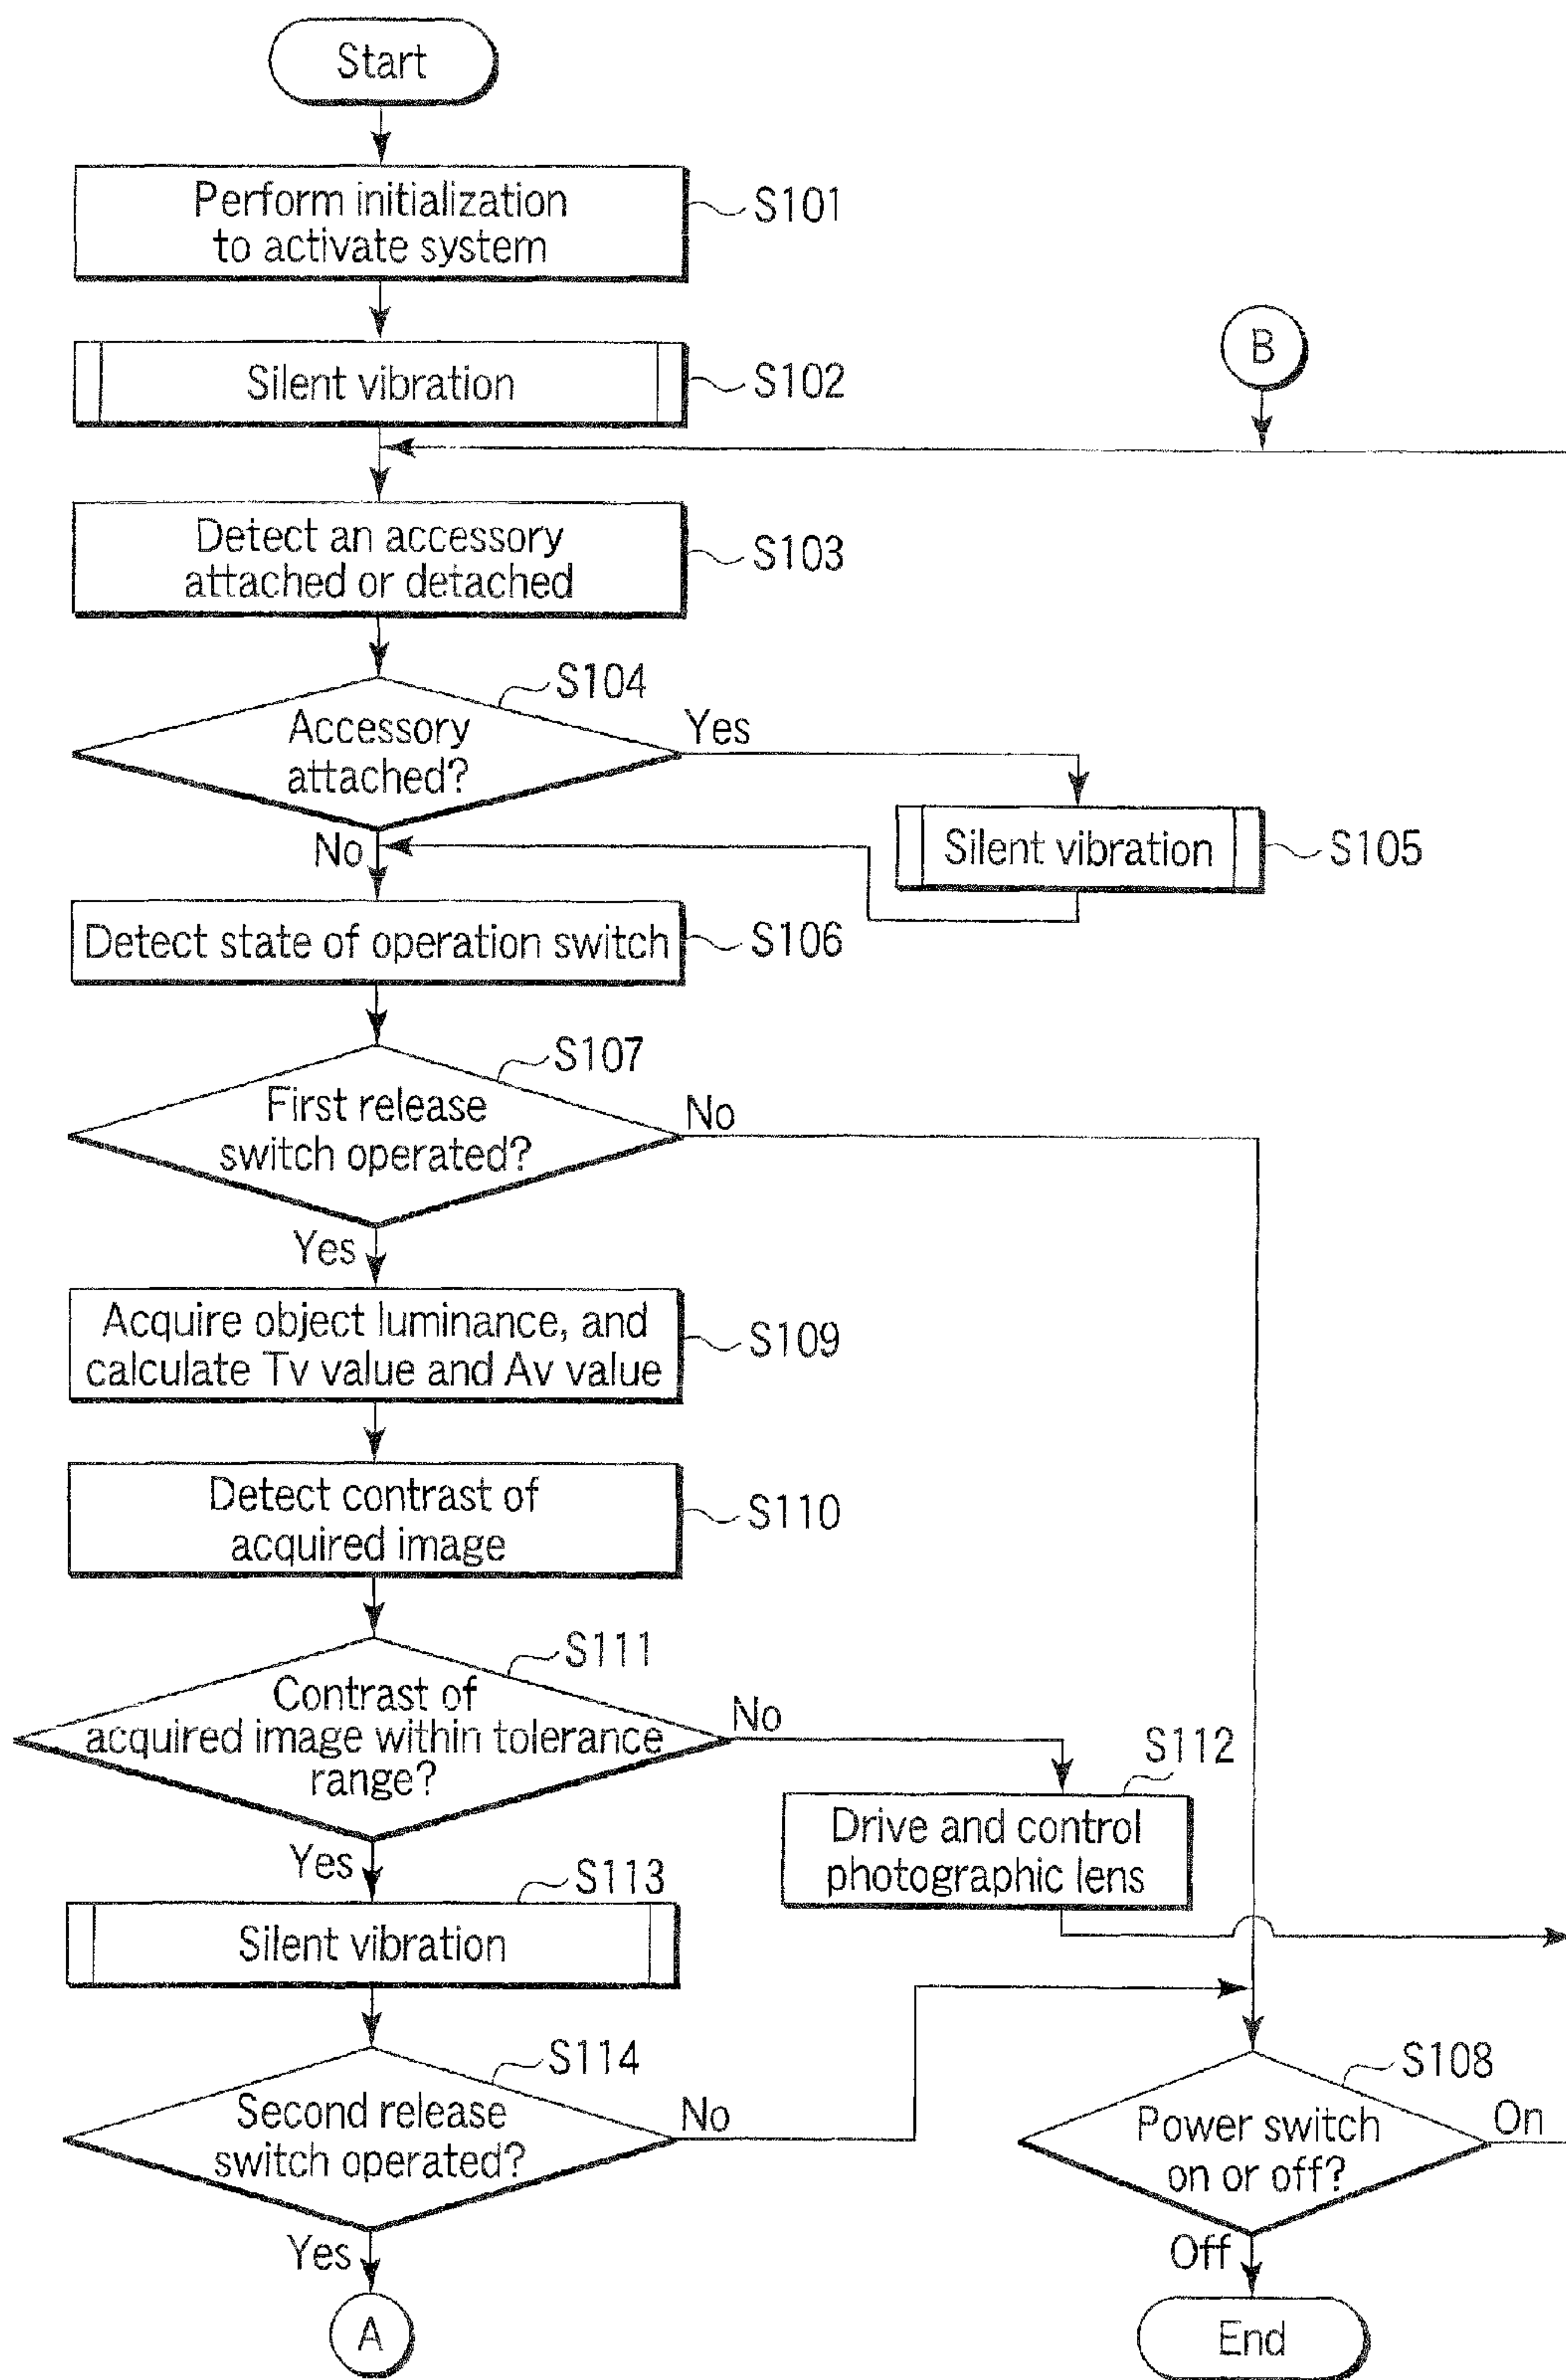 Start
Perform initialization
to activate system
S101
Silent vibration
S102
B
Detect an accessory
attached or detached
S103
S104
Accessory
attached?
Yes
No
Silent vibration
S105
Detect state of operation switch
S106
S107
First release
switch operated?
No
Yes
Acquire object luminance, and
calculate Tv value and Av value
S109
Detect contrast of
acquired image
S110
S111
Contrast of
acquired image within tolerance
range?
No
Yes
S112
Drive and control
photographic lens
S113
Silent vibration
S114
Second release
switch operated?
No
Yes
A
S108
Power switch
on or off?
On
Off
End